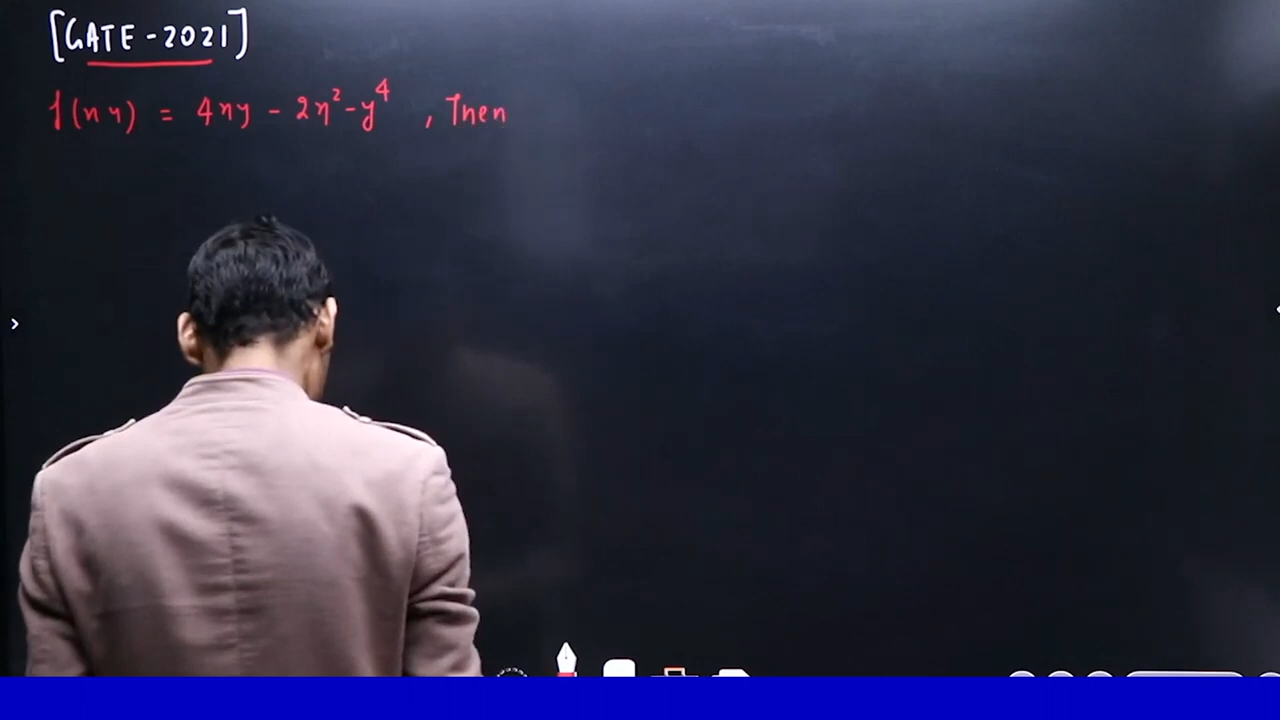 [GATE-2021]
f(x y) = 4xy - 2x² - y⁴ , Then